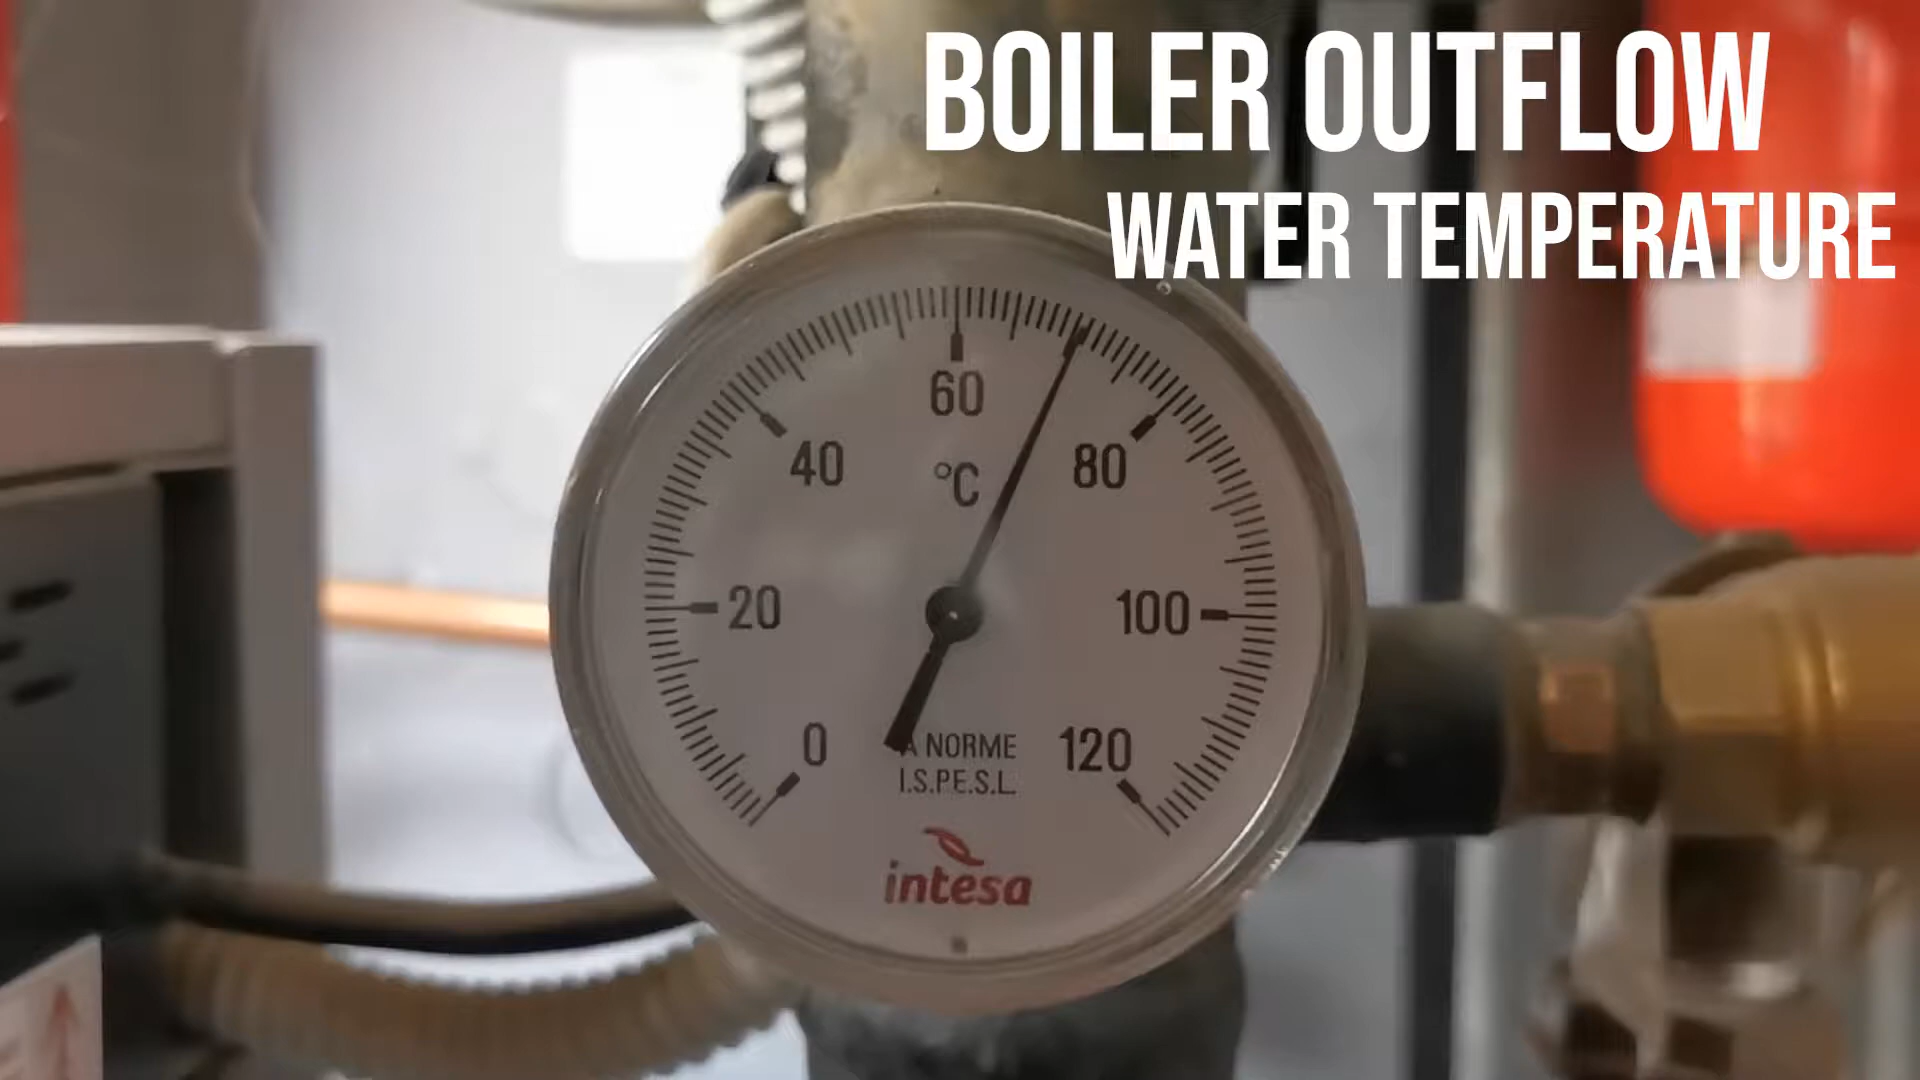 BOILER OUTFLOW
WATER TEMPERATURE
60
40
°C
80
20
100
0
A NORME
120
I.S.P.E.S.L.
intesa